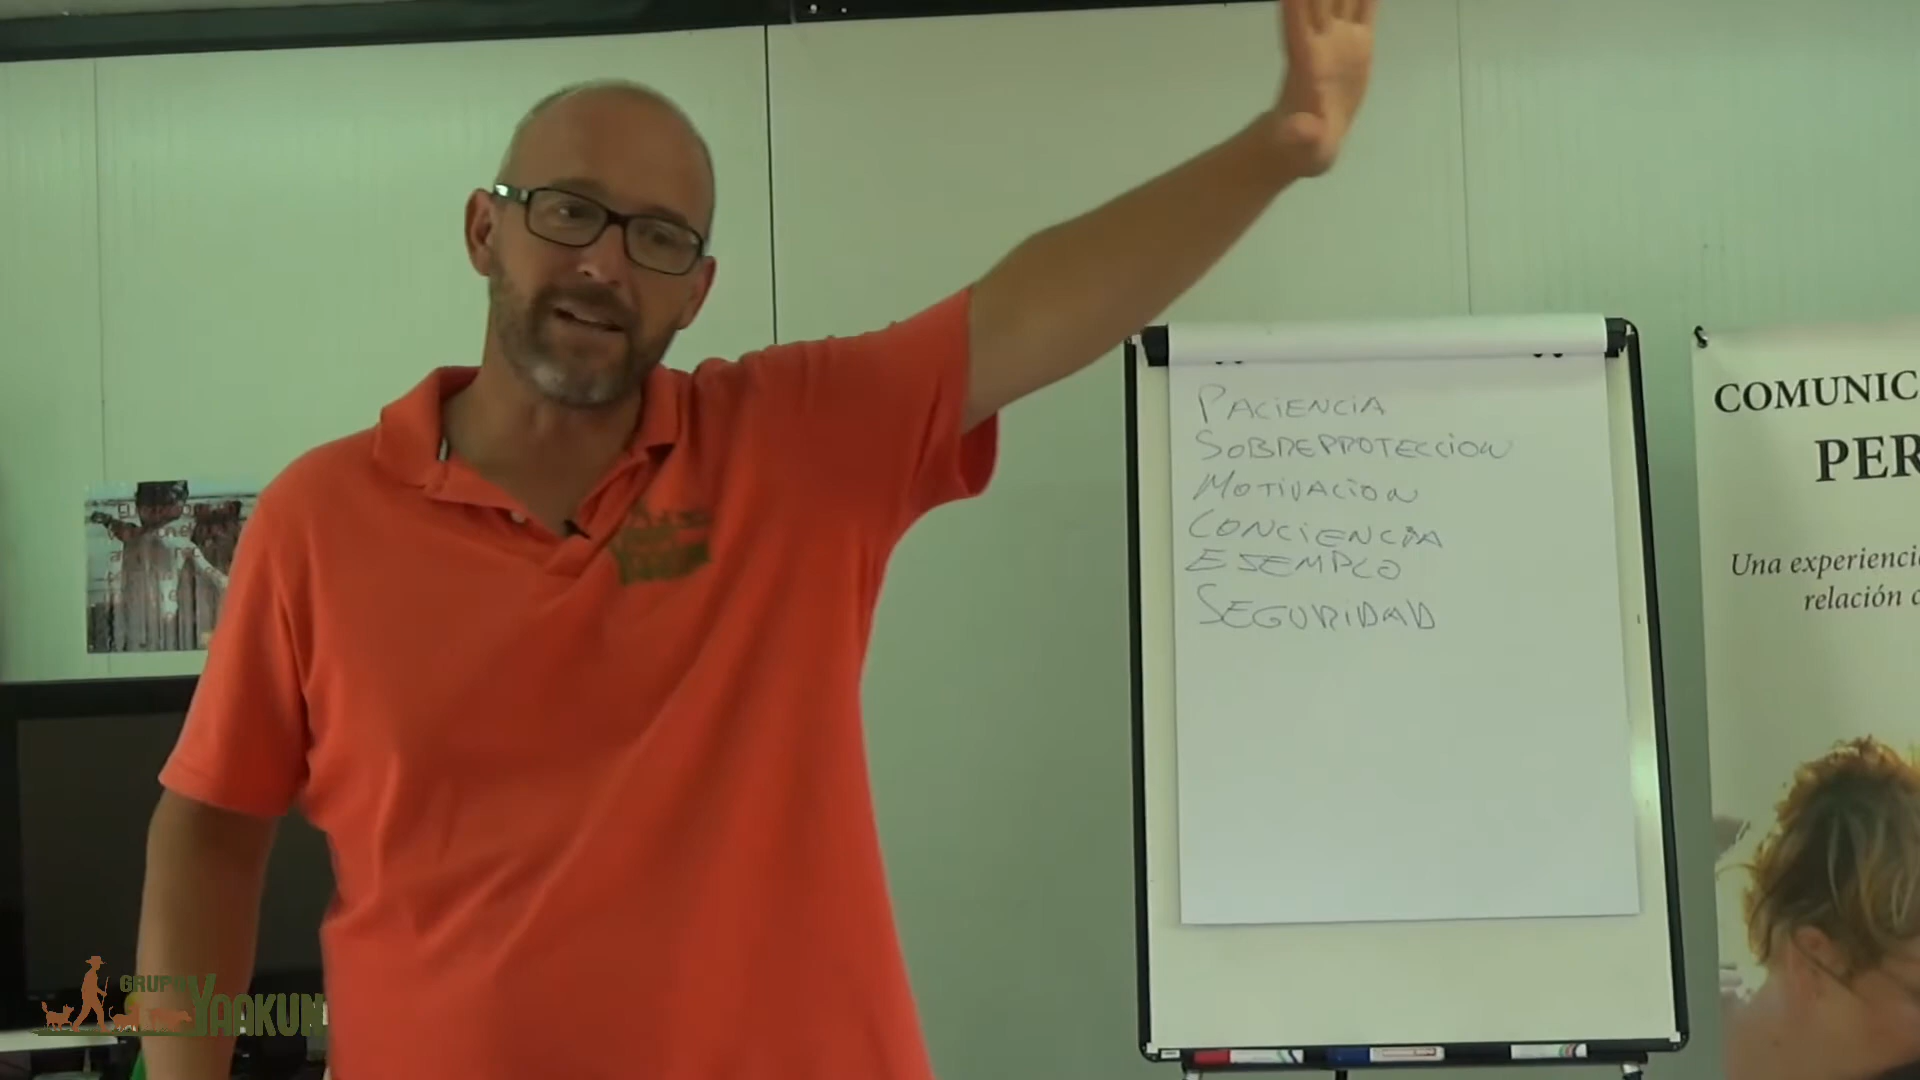 PACIENCIA
SOBREPROTECCION
MOTIVACION
CONCIENCIA
EJEMPLO
SEGURIDAD
COMUNIC
PER
Una experienci
relación c
GRUPO
YAAKUN